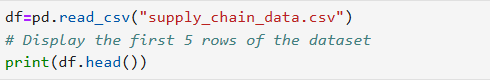 df=pd.read_csv("supply_chain_data.csv")
# Display the first 5 rows of the dataset
print(df.head())